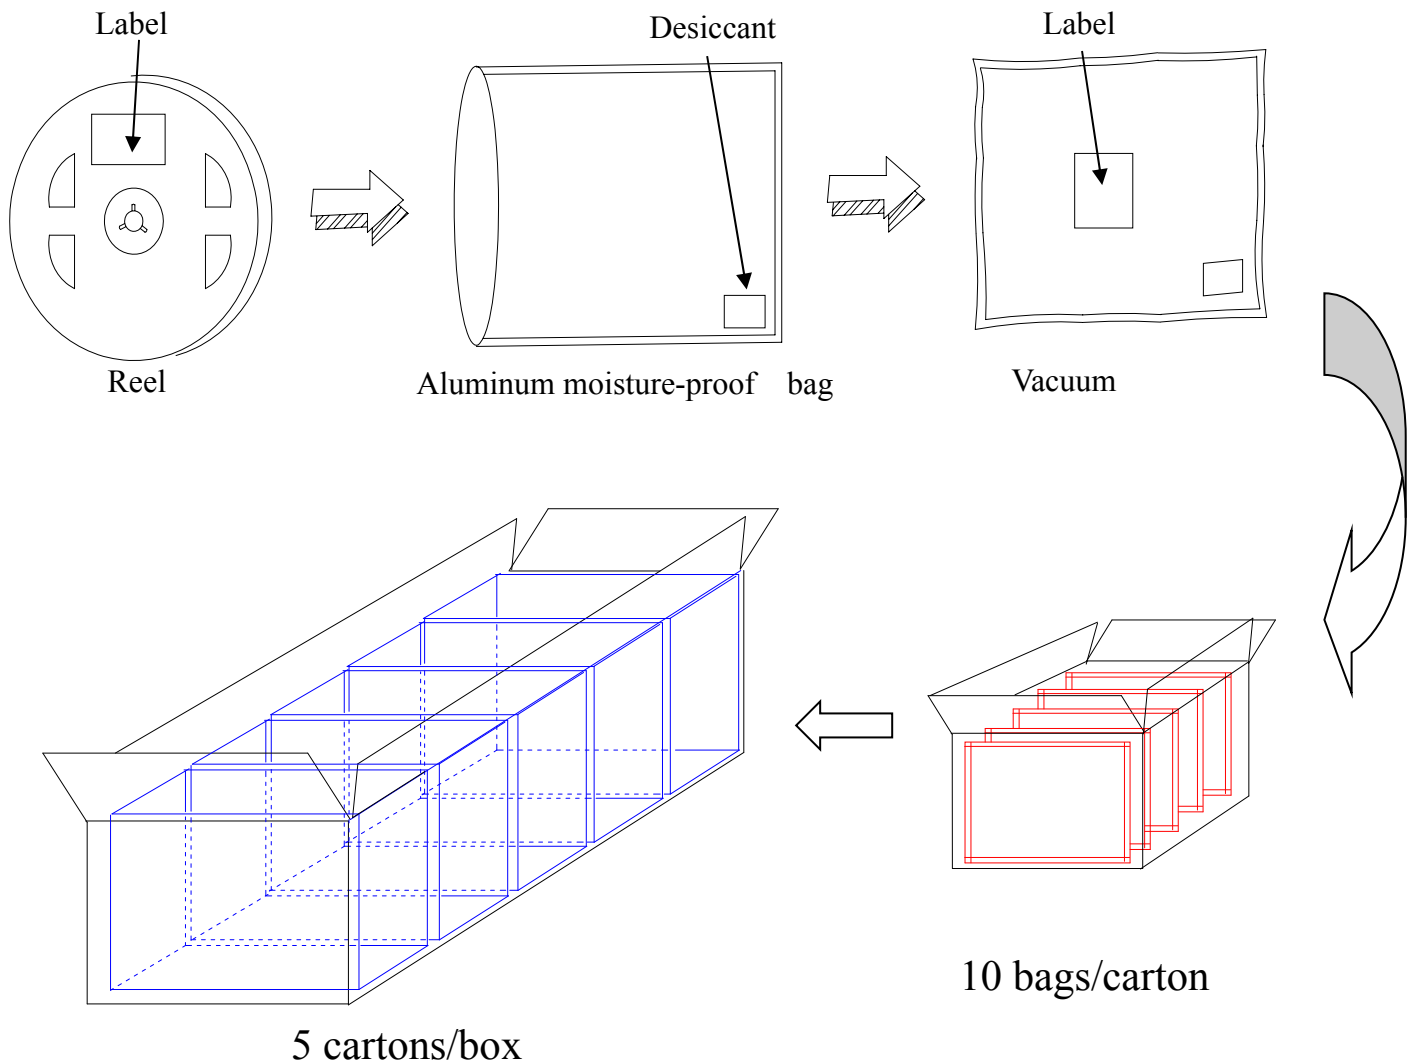 Label
Desiccant
Label
Reel
Aluminum moisture-proof bag
Vacuum
10 bags/carton
5 cartons/box